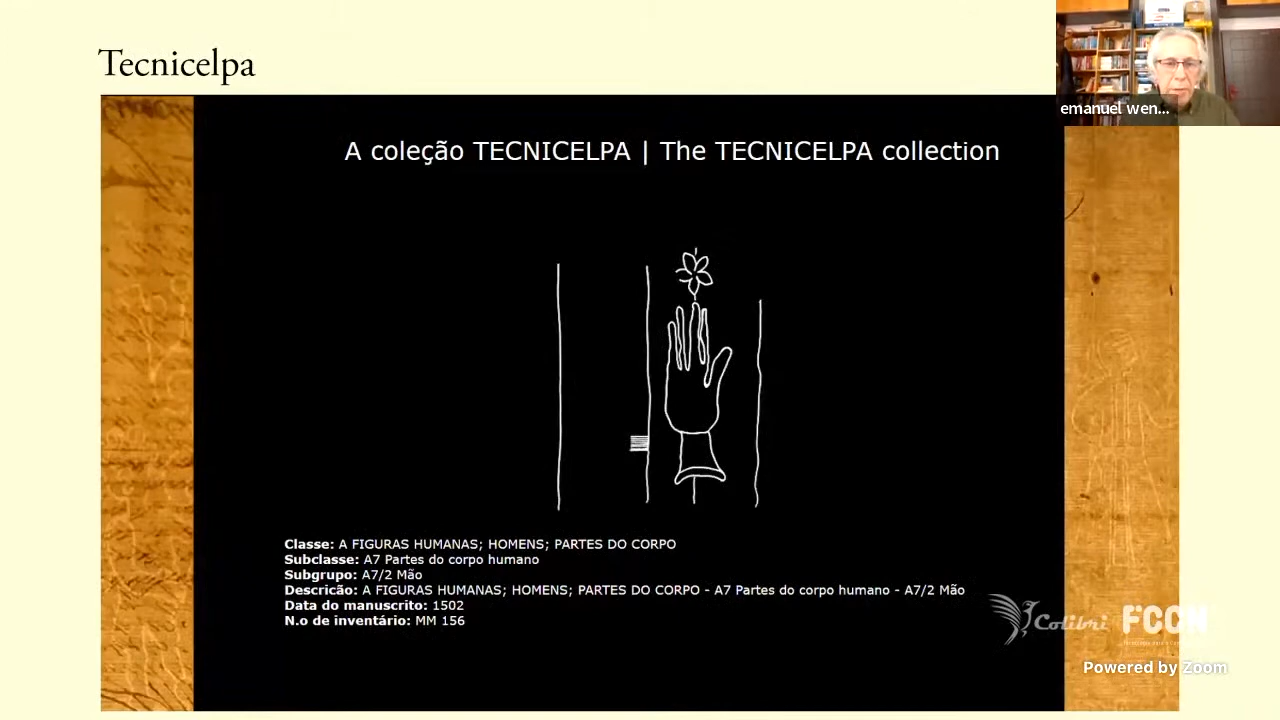 Tecnicelpa
emanuel wen...
A coleção TECNICELPA | The TECNICELPA collection
Classe: A FIGURAS HUMANAS; HOMENS; PARTES DO CORPO
Subclasse: A7 Partes do corpo humano
Subgrupo: A7/2 Mão
Descricão: A FIGURAS HUMANAS; HOMENS; PARTES DO CORPO - A7 Partes do corpo humano - A7/2 Mão
Data do manuscrito: 1502
N.o de inventário: MM 156
Colibri FCCN
Powered by Zoom